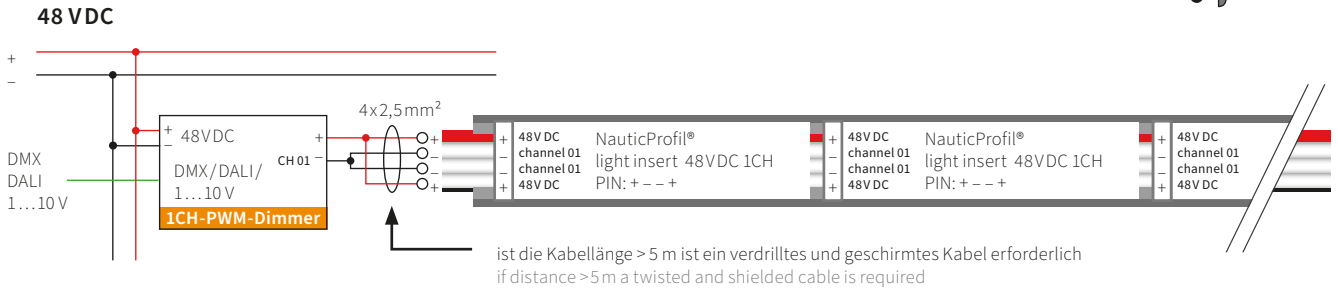 48 V DC
+
–
DMX
DALI
1…10 V
+ 48VDC
–
DMX/DALI/
1…10 V
+
CH 01 –
1CH-PWM-Dimmer
4x2,5mm²
+
–
–
+
+ 48V DC
– channel 01
– channel 01
+ 48V DC
NauticProfil®
light insert 48VDC 1CH
PIN: + – – +
+ 48V DC
– channel 01
– channel 01
+ 48V DC
NauticProfil®
light insert 48VDC 1CH
PIN: + – – +
+ 48V DC
– channel 01
– channel 01
+ 48V DC
ist die Kabellänge > 5 m ist ein verdrilltes und geschirmtes Kabel erforderlich
if distance >5m a twisted and shielded cable is required